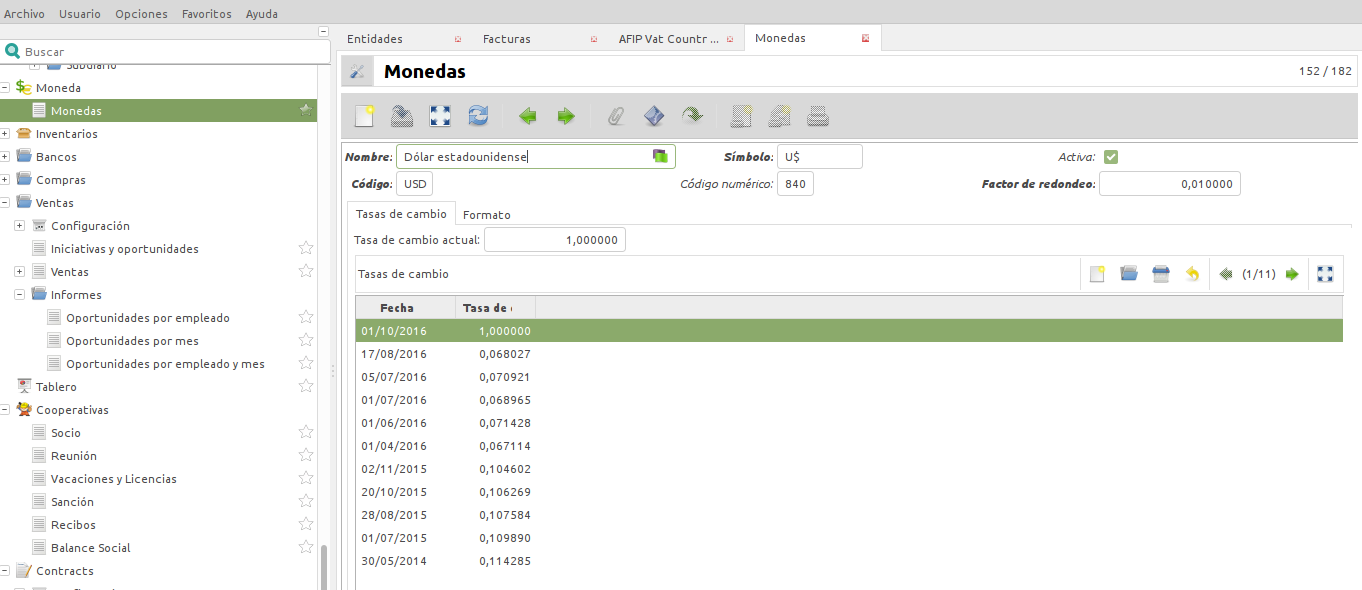 Archivo Usuario Opciones Favoritos Ayuda
Buscar
Subdiario
Moneda
Monedas
Inventarios
Bancos
Compras
Ventas
Configuración
Iniciativas y oportunidades
Ventas
Informes
Oportunidades por empleado
Oportunidades por mes
Oportunidades por empleado y mes
Tablero
Cooperativas
Socio
Reunión
Vacaciones y Licencias
Sanción
Recibos
Balance Social
Contracts
Entidades Facturas AFIP Vat Countr ... Monedas
Monedas 152 / 182
Nombre: Dólar estadounidense Símbolo: U$ Activa:
Código: USD Código numérico: 840 Factor de redondeo: 0,010000
Tasas de cambio Formato
Tasa de cambio actual: 1,000000
Tasas de cambio (1/11)
Fecha Tasa de
01/10/2016 1,000000
17/08/2016 0,068027
05/07/2016 0,070921
01/07/2016 0,068965
01/06/2016 0,071428
01/04/2016 0,067114
02/11/2015 0,104602
20/10/2015 0,106269
28/08/2015 0,107584
01/07/2015 0,109890
30/05/2014 0,114285